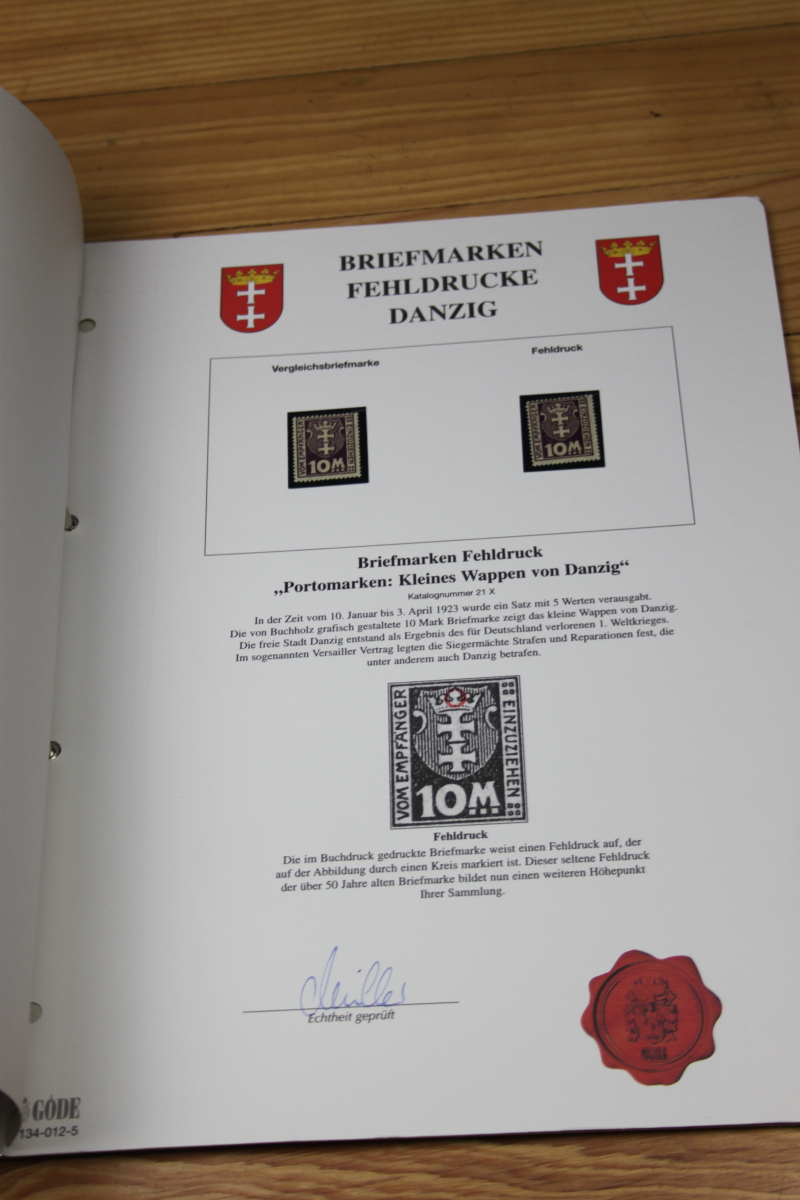 BRIEFMARKEN
FEHLDRUCKE
DANZIG
Vergleichsbriefmarke
Fehldruck
VOM EMPFÄNGER
10M
EINZUZIEHEN
VOM EMPFÄNGER
10M
EINZUZIEHEN
Briefmarken Fehldruck
„Portomarken: Kleines Wappen von Danzig“
Katalognummer 21 X
In der Zeit vom 10. Januar bis 3. April 1923 wurde ein Satz mit 5 Werten verausgabt.
Die von Buchholz grafisch gestaltete 10 Mark Briefmarke zeigt das kleine Wappen von Danzig.
Die freie Stadt Danzig entstand als Ergebnis des für Deutschland verlorenen 1. Weltkrieges.
Im sogenannten Versailler Vertrag legten die Siegermächte Strafen und Reparationen fest, die
unter anderem auch Danzig betrafen.
VOM EMPFÄNGER
10M.
EINZUZIEHEN
Fehldruck
Die im Buchdruck gedruckte Briefmarke weist einen Fehldruck auf, der
auf der Abbildung durch einen Kreis markiert ist. Dieser seltene Fehldruck
der über 50 Jahre alten Briefmarke bildet nun einen weiteren Höhepunkt
Ihrer Sammlung.
Echtheit geprüft
GÖDE
134-012-5